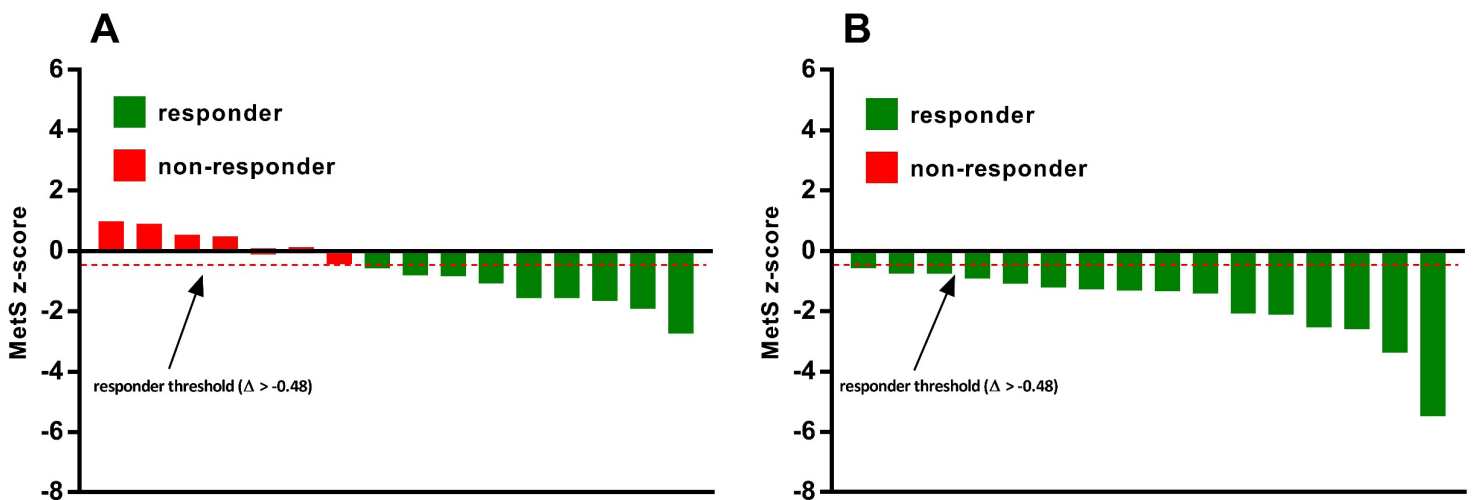 A
6
4
2
0
-2
-4
-6
-8
MetS z-score
responder
non-responder
responder threshold (Δ > -0.48)
B
6
4
2
0
-2
-4
-6
-8
MetS z-score
responder
non-responder
responder threshold (Δ > -0.48)